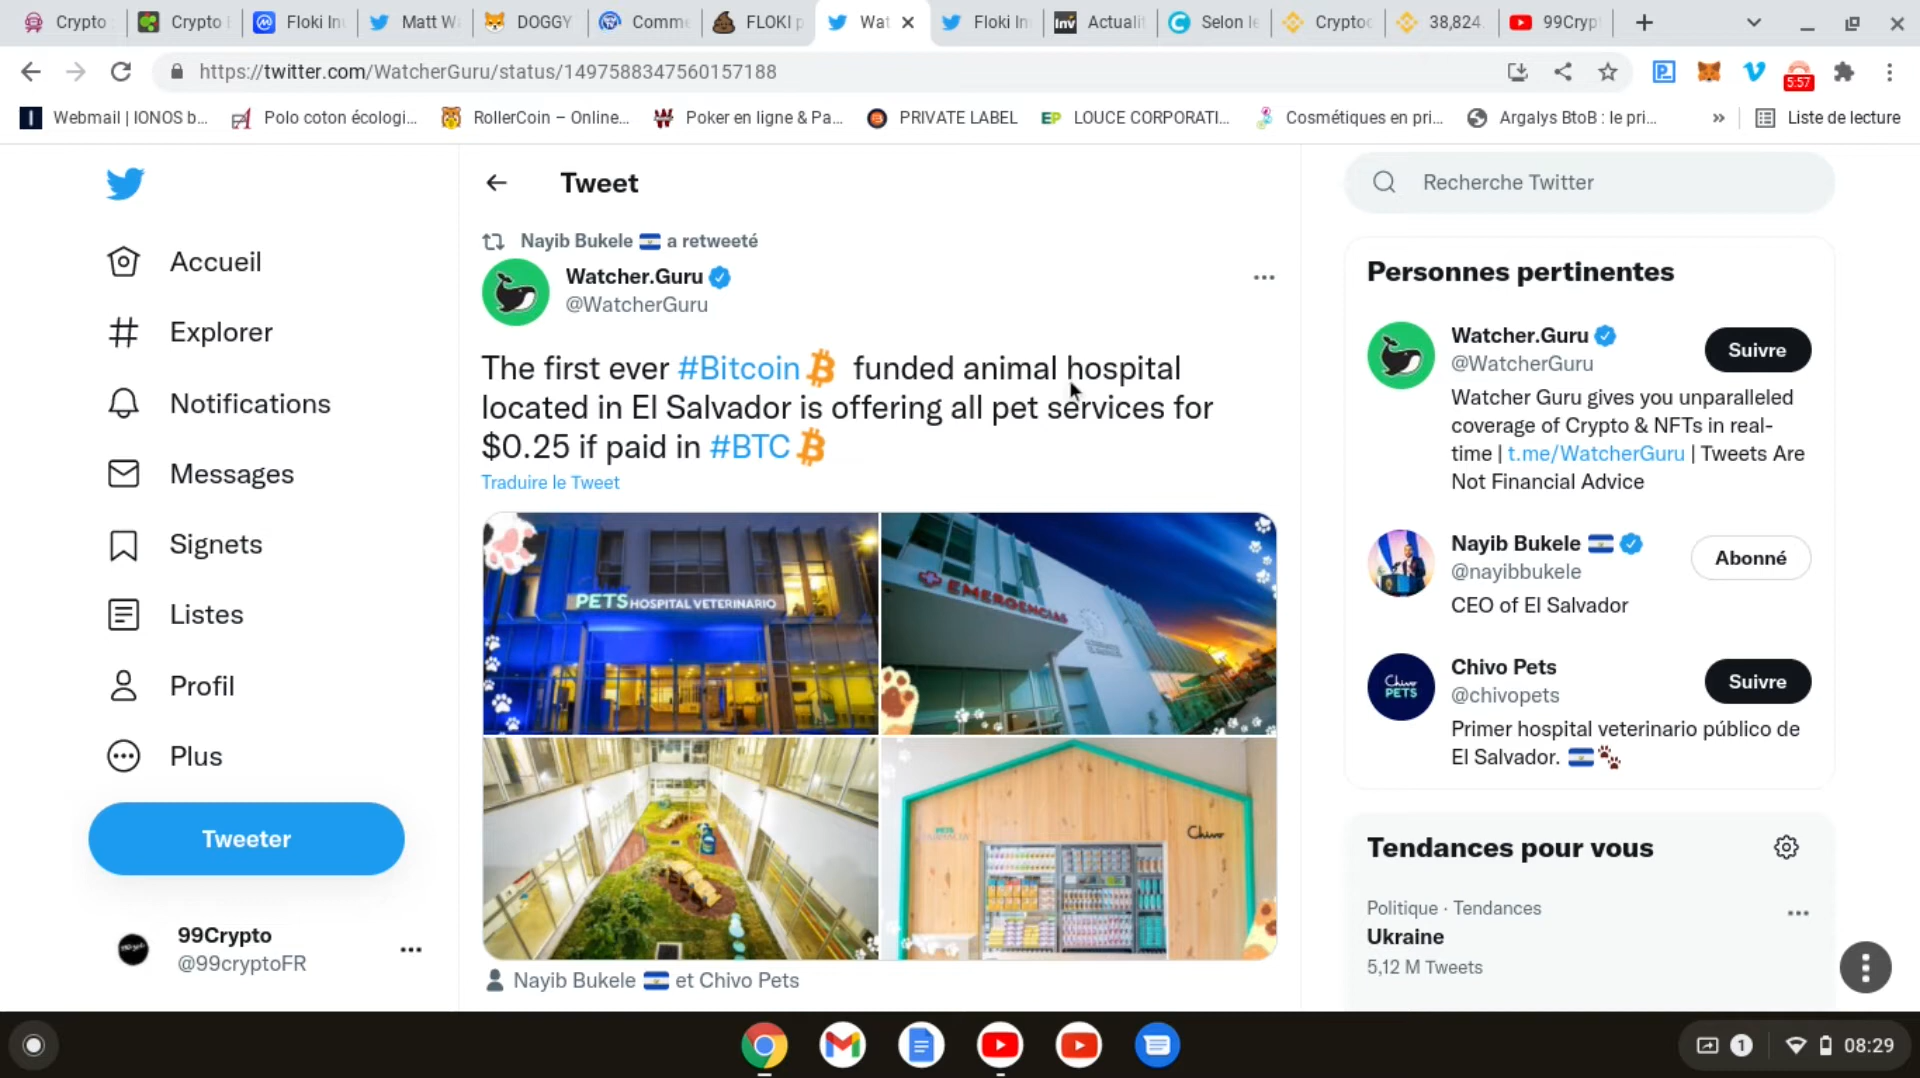 Crypto
Crypto
Floki In
Matt W
DOGGY
Comme
FLOKI p
Wat
Floki In
Actualit
Selon le
Cryptoc
38,824.
99Cryp
https://twitter.com/WatcherGuru/status/1497588347560157188
5:57
Webmail | IONOS b...
Polo coton écologi...
RollerCoin – Online...
Poker en ligne & Pa...
PRIVATE LABEL
LOUCE CORPORATI...
Cosmétiques en pri...
Argalys BtoB : le pri...
»
Liste de lecture
Accueil
Explorer
Notifications
Messages
Signets
Listes
Profil
Plus
Tweeter
99Crypto
@99cryptoFR
Tweet
Nayib Bukele a retweeté
Watcher.Guru
@WatcherGuru
The first ever #Bitcoin funded animal hospital
located in El Salvador is offering all pet services for
$0.25 if paid in #BTC
Traduire le Tweet
PETS HOSPITAL VETERINARIO
EMERGENCIAS
Chivo
Nayib Bukele et Chivo Pets
Recherche Twitter
Personnes pertinentes
Watcher.Guru
@WatcherGuru
Suivre
Watcher Guru gives you unparalleled
coverage of Crypto & NFTs in real-
time | t.me/WatcherGuru | Tweets Are
Not Financial Advice
Nayib Bukele
@nayibbukele
Abonné
CEO of El Salvador
Chivo
PETS
Chivo Pets
@chivopets
Suivre
Primer hospital veterinario público de
El Salvador.
Tendances pour vous
Politique · Tendances
Ukraine
5,12 M Tweets
1
08:29